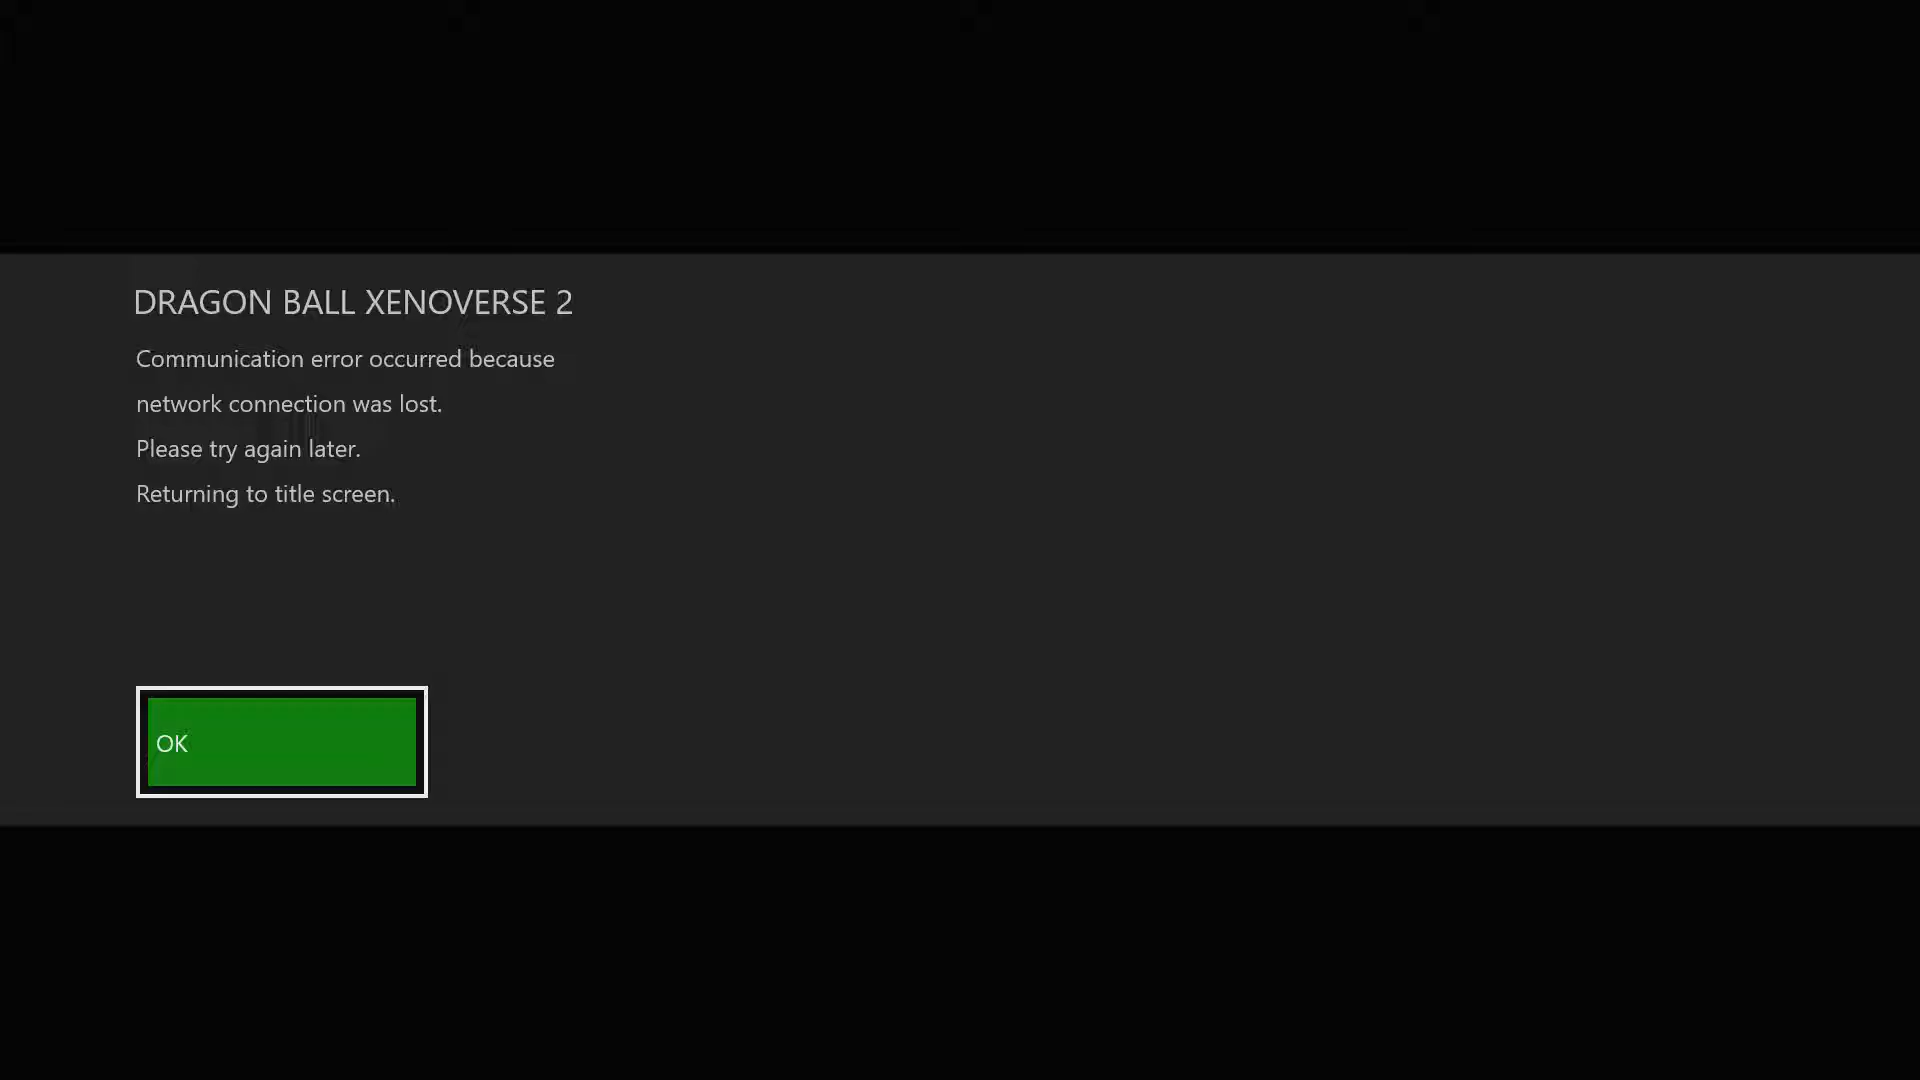 DRAGON BALL XENOVERSE 2
Communication error occurred because
network connection was lost.
Please try again later.
Returning to title screen.
OK